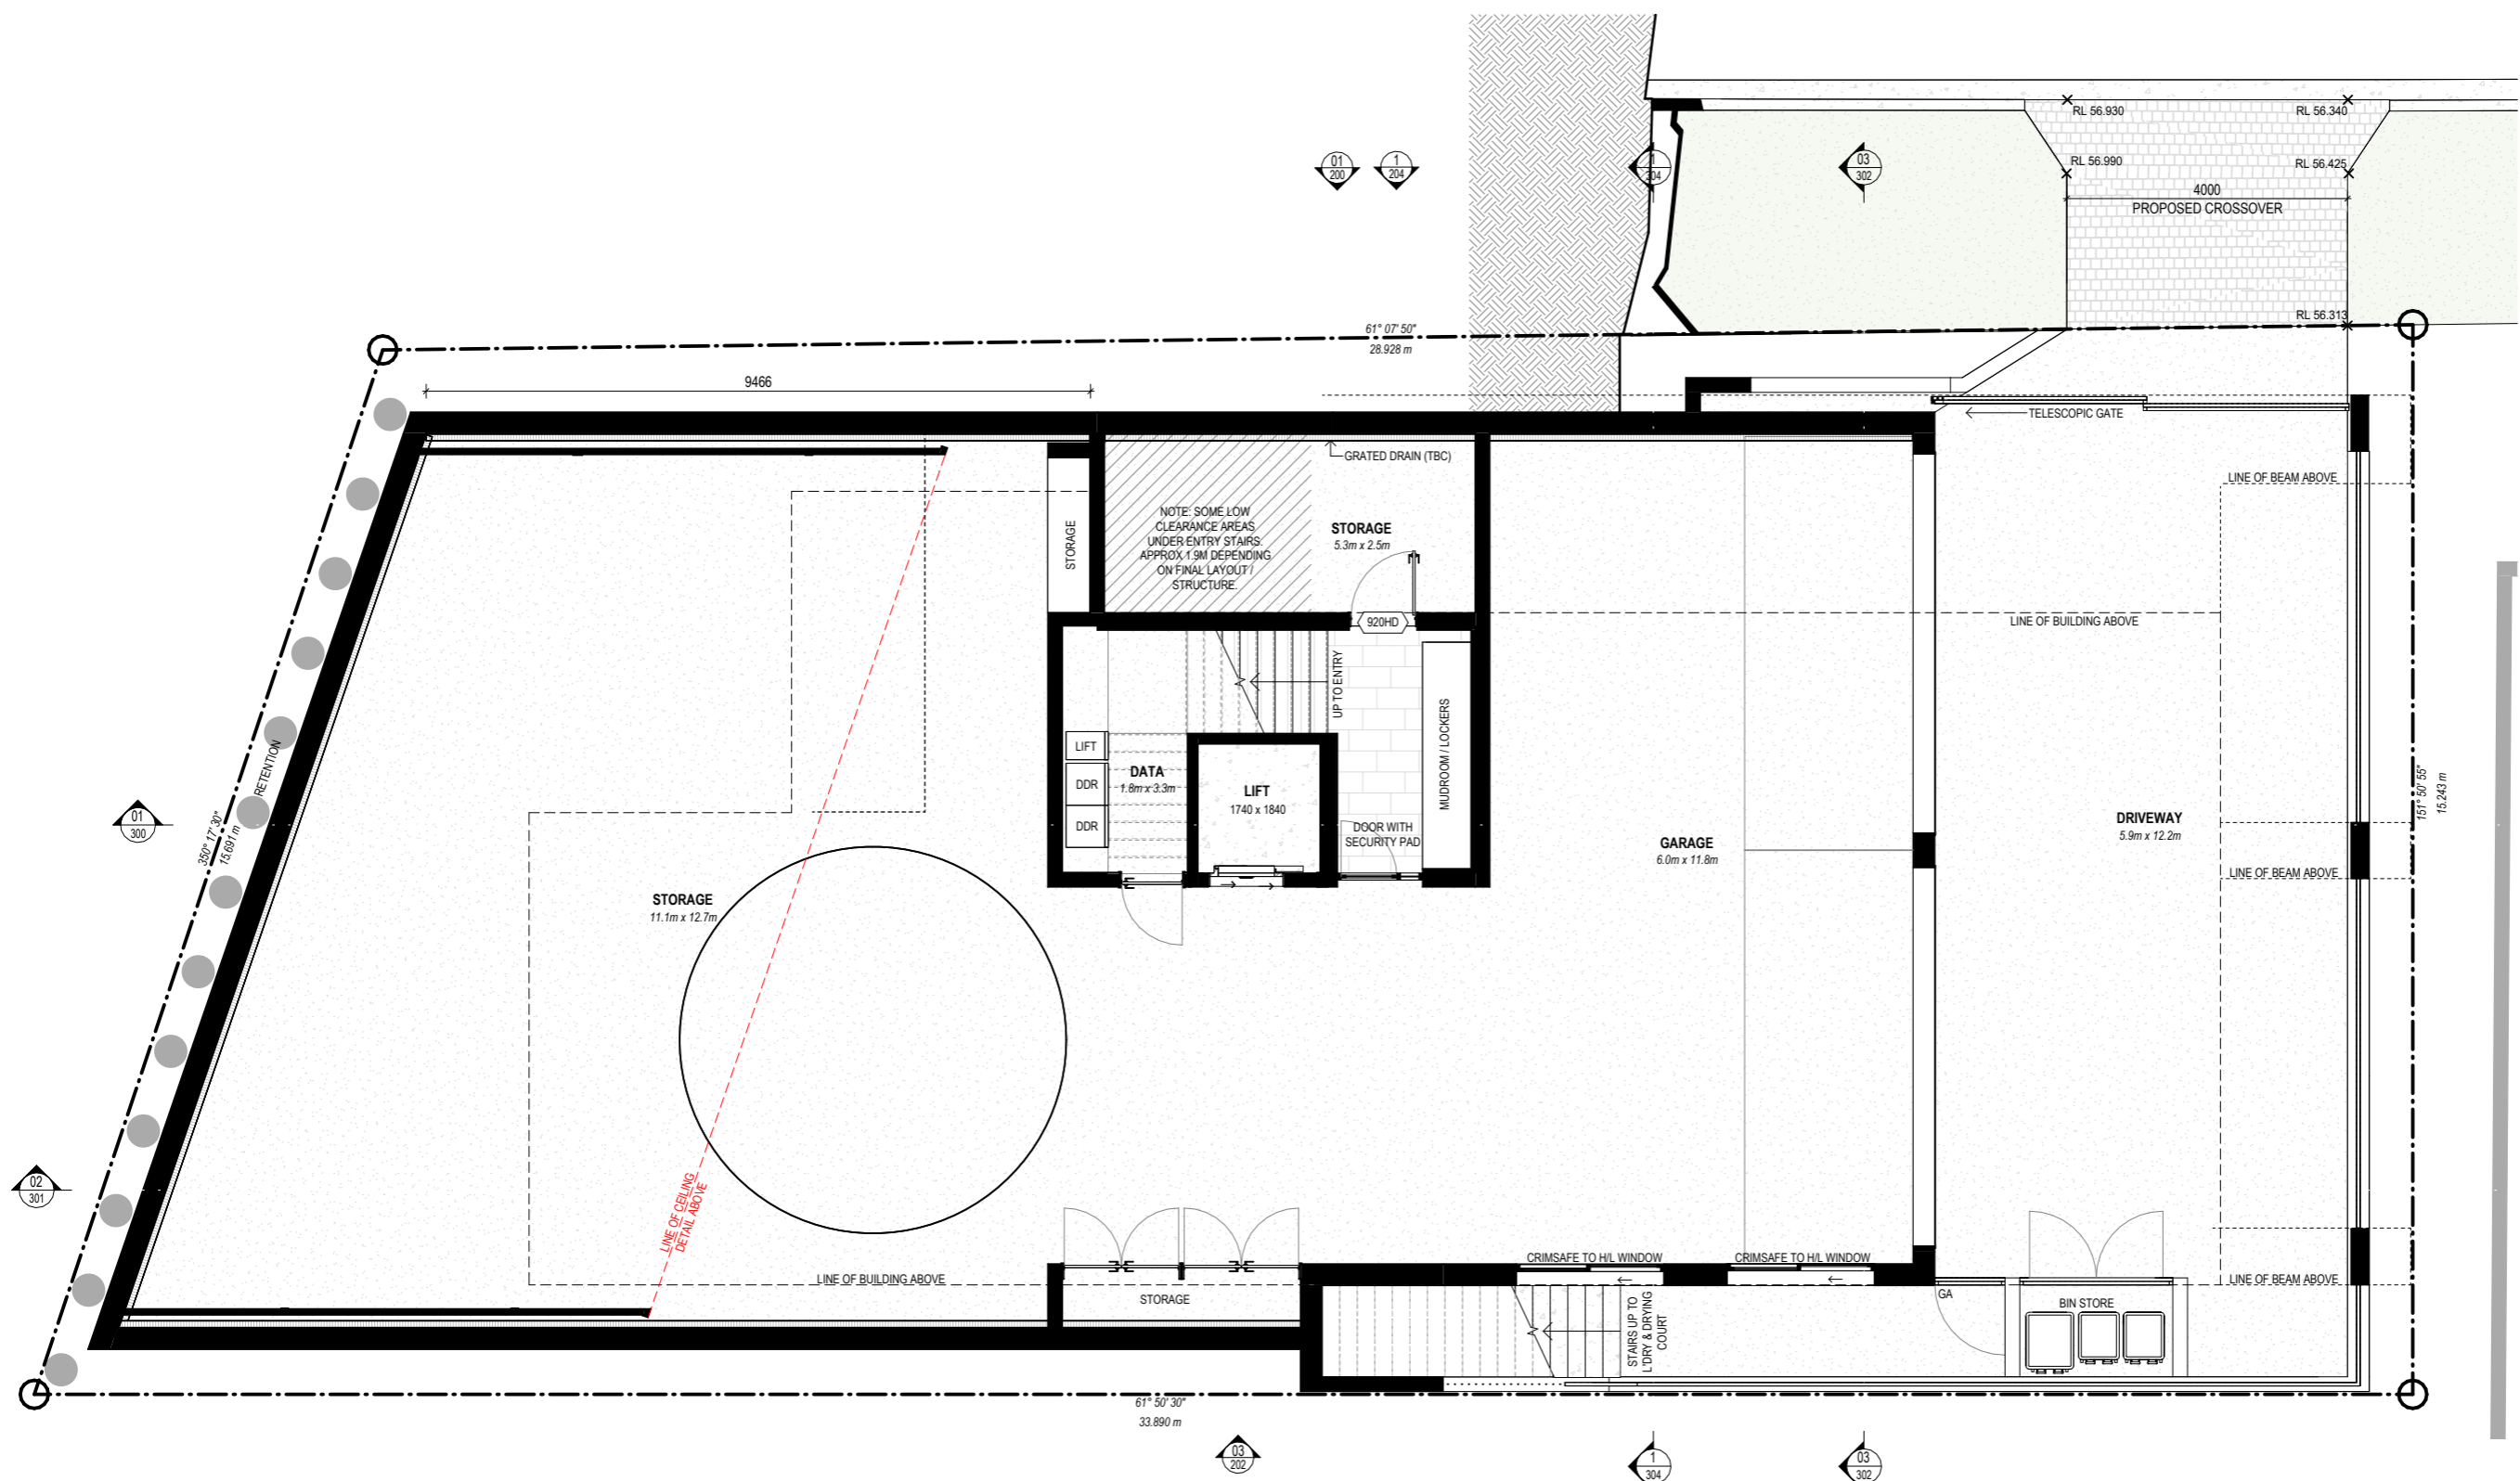 01
200
1
204
1
304
03
302
RL 56.930
RL 56.340
RL 56.990
RL 56.425
4000
PROPOSED CROSSOVER
RL 56.313
61° 07' 50"
28.928 m
9466
TELESCOPIC GATE
GRATED DRAIN (TBC)
LINE OF BEAM ABOVE
NOTE: SOME LOW
CLEARANCE AREAS
UNDER ENTRY STAIRS.
APPROX 1.9M DEPENDING
ON FINAL LAYOUT /
STRUCTURE.
STORAGE
STORAGE
5.3m x 2.5m
920HD
LINE OF BUILDING ABOVE
UP TO ENTRY
MUDROOM / LOCKERS
LIFT
DDR
DDR
DATA
1.8m x 3.3m
LIFT
1740 x 1840
DOOR WITH
SECURITY PAD
RETENTION
350° 17' 30"
15.691 m
01
300
GARAGE
6.0m x 11.8m
DRIVEWAY
5.9m x 12.2m
151° 50' 55"
15.243 m
LINE OF BEAM ABOVE
STORAGE
11.1m x 12.7m
02
301
LINE OF CEILING
DETAIL ABOVE
LINE OF BUILDING ABOVE
STORAGE
CRIMSAFE TO H/L WINDOW
CRIMSAFE TO H/L WINDOW
LINE OF BEAM ABOVE
STAIRS UP TO
L'DRY & DRYING
COURT
GA
BIN STORE
61° 50' 30"
33.890 m
03
202
1
304
03
302